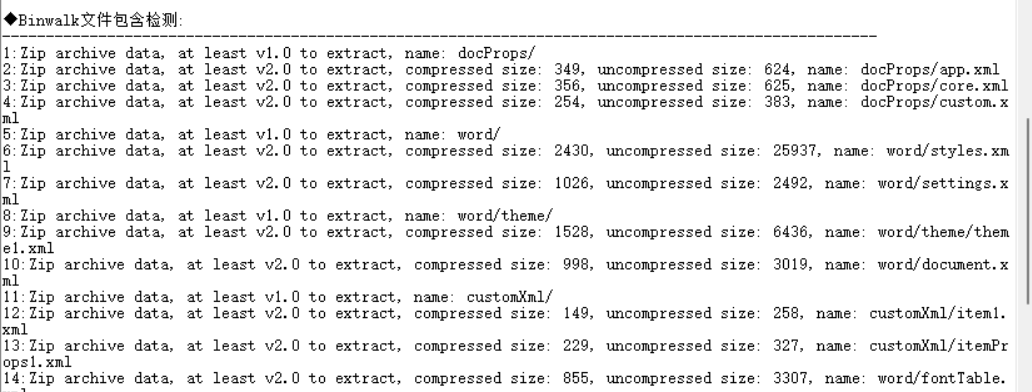 ◆Binwalk文件包含检测:
-------------------------------------------------------------------------------------------------
1:Zip archive data, at least v1.0 to extract, name: docProps/
2:Zip archive data, at least v2.0 to extract, compressed size: 349, uncompressed size: 624, name: docProps/app.xml
3:Zip archive data, at least v2.0 to extract, compressed size: 356, uncompressed size: 625, name: docProps/core.xml
4:Zip archive data, at least v2.0 to extract, compressed size: 254, uncompressed size: 383, name: docProps/custom.x
ml
5:Zip archive data, at least v1.0 to extract, name: word/
6:Zip archive data, at least v2.0 to extract, compressed size: 2430, uncompressed size: 25937, name: word/styles.xm
l
7:Zip archive data, at least v2.0 to extract, compressed size: 1026, uncompressed size: 2492, name: word/settings.x
ml
8:Zip archive data, at least v1.0 to extract, name: word/theme/
9:Zip archive data, at least v2.0 to extract, compressed size: 1528, uncompressed size: 6436, name: word/theme/them
e1.xml
10:Zip archive data, at least v2.0 to extract, compressed size: 998, uncompressed size: 3019, name: word/document.x
ml
11:Zip archive data, at least v1.0 to extract, name: customXml/
12:Zip archive data, at least v2.0 to extract, compressed size: 149, uncompressed size: 258, name: customXml/item1.
xml
13:Zip archive data, at least v2.0 to extract, compressed size: 229, uncompressed size: 327, name: customXml/itemPr
ops1.xml
14:Zip archive data, at least v2.0 to extract, compressed size: 855, uncompressed size: 3307, name: word/fontTable.